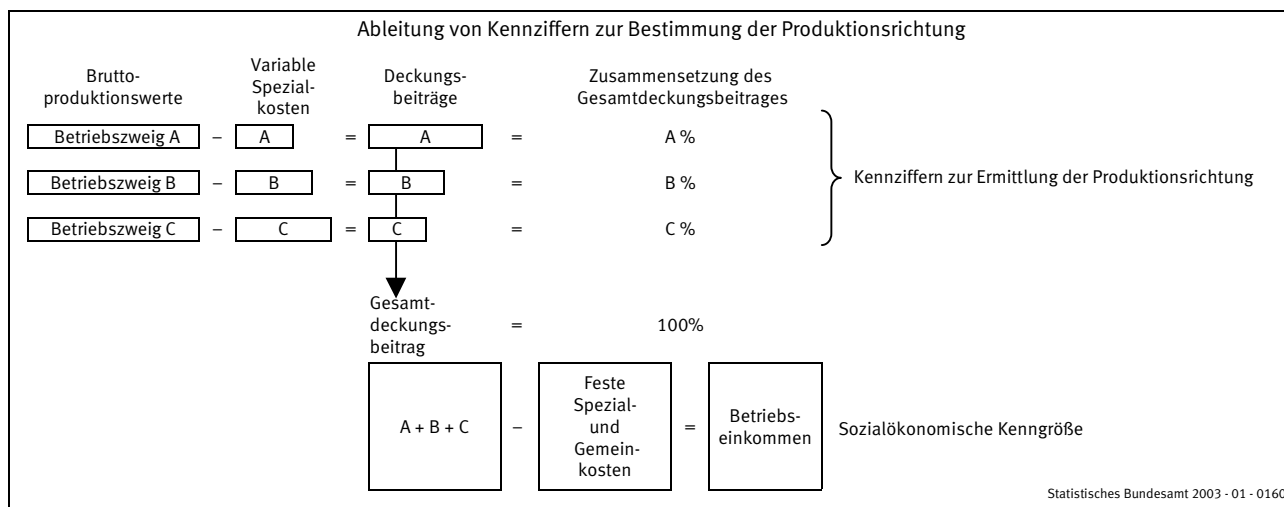 Ableitung von Kennziffern zur Bestimmung der Produktionsrichtung
Brutto-
produktionswerte
Variable
Spezial-
kosten
Deckungs-
beiträge
Zusammensetzung des
Gesamtdeckungsbeitrages
Betriebszweig A – A = A = A %
Betriebszweig B – B = B = B %
Kennziffern zur Ermittlung der Produktionsrichtung
Betriebszweig C – C = C = C %
Gesamt-
deckungs-
beitrag
= 100%
A + B + C
–
Feste
Spezial-
und
Gemein-
kosten
=
Betriebs-
einkommen
Sozialökonomische Kenngröße
Statistisches Bundesamt 2003 - 01 - 0160